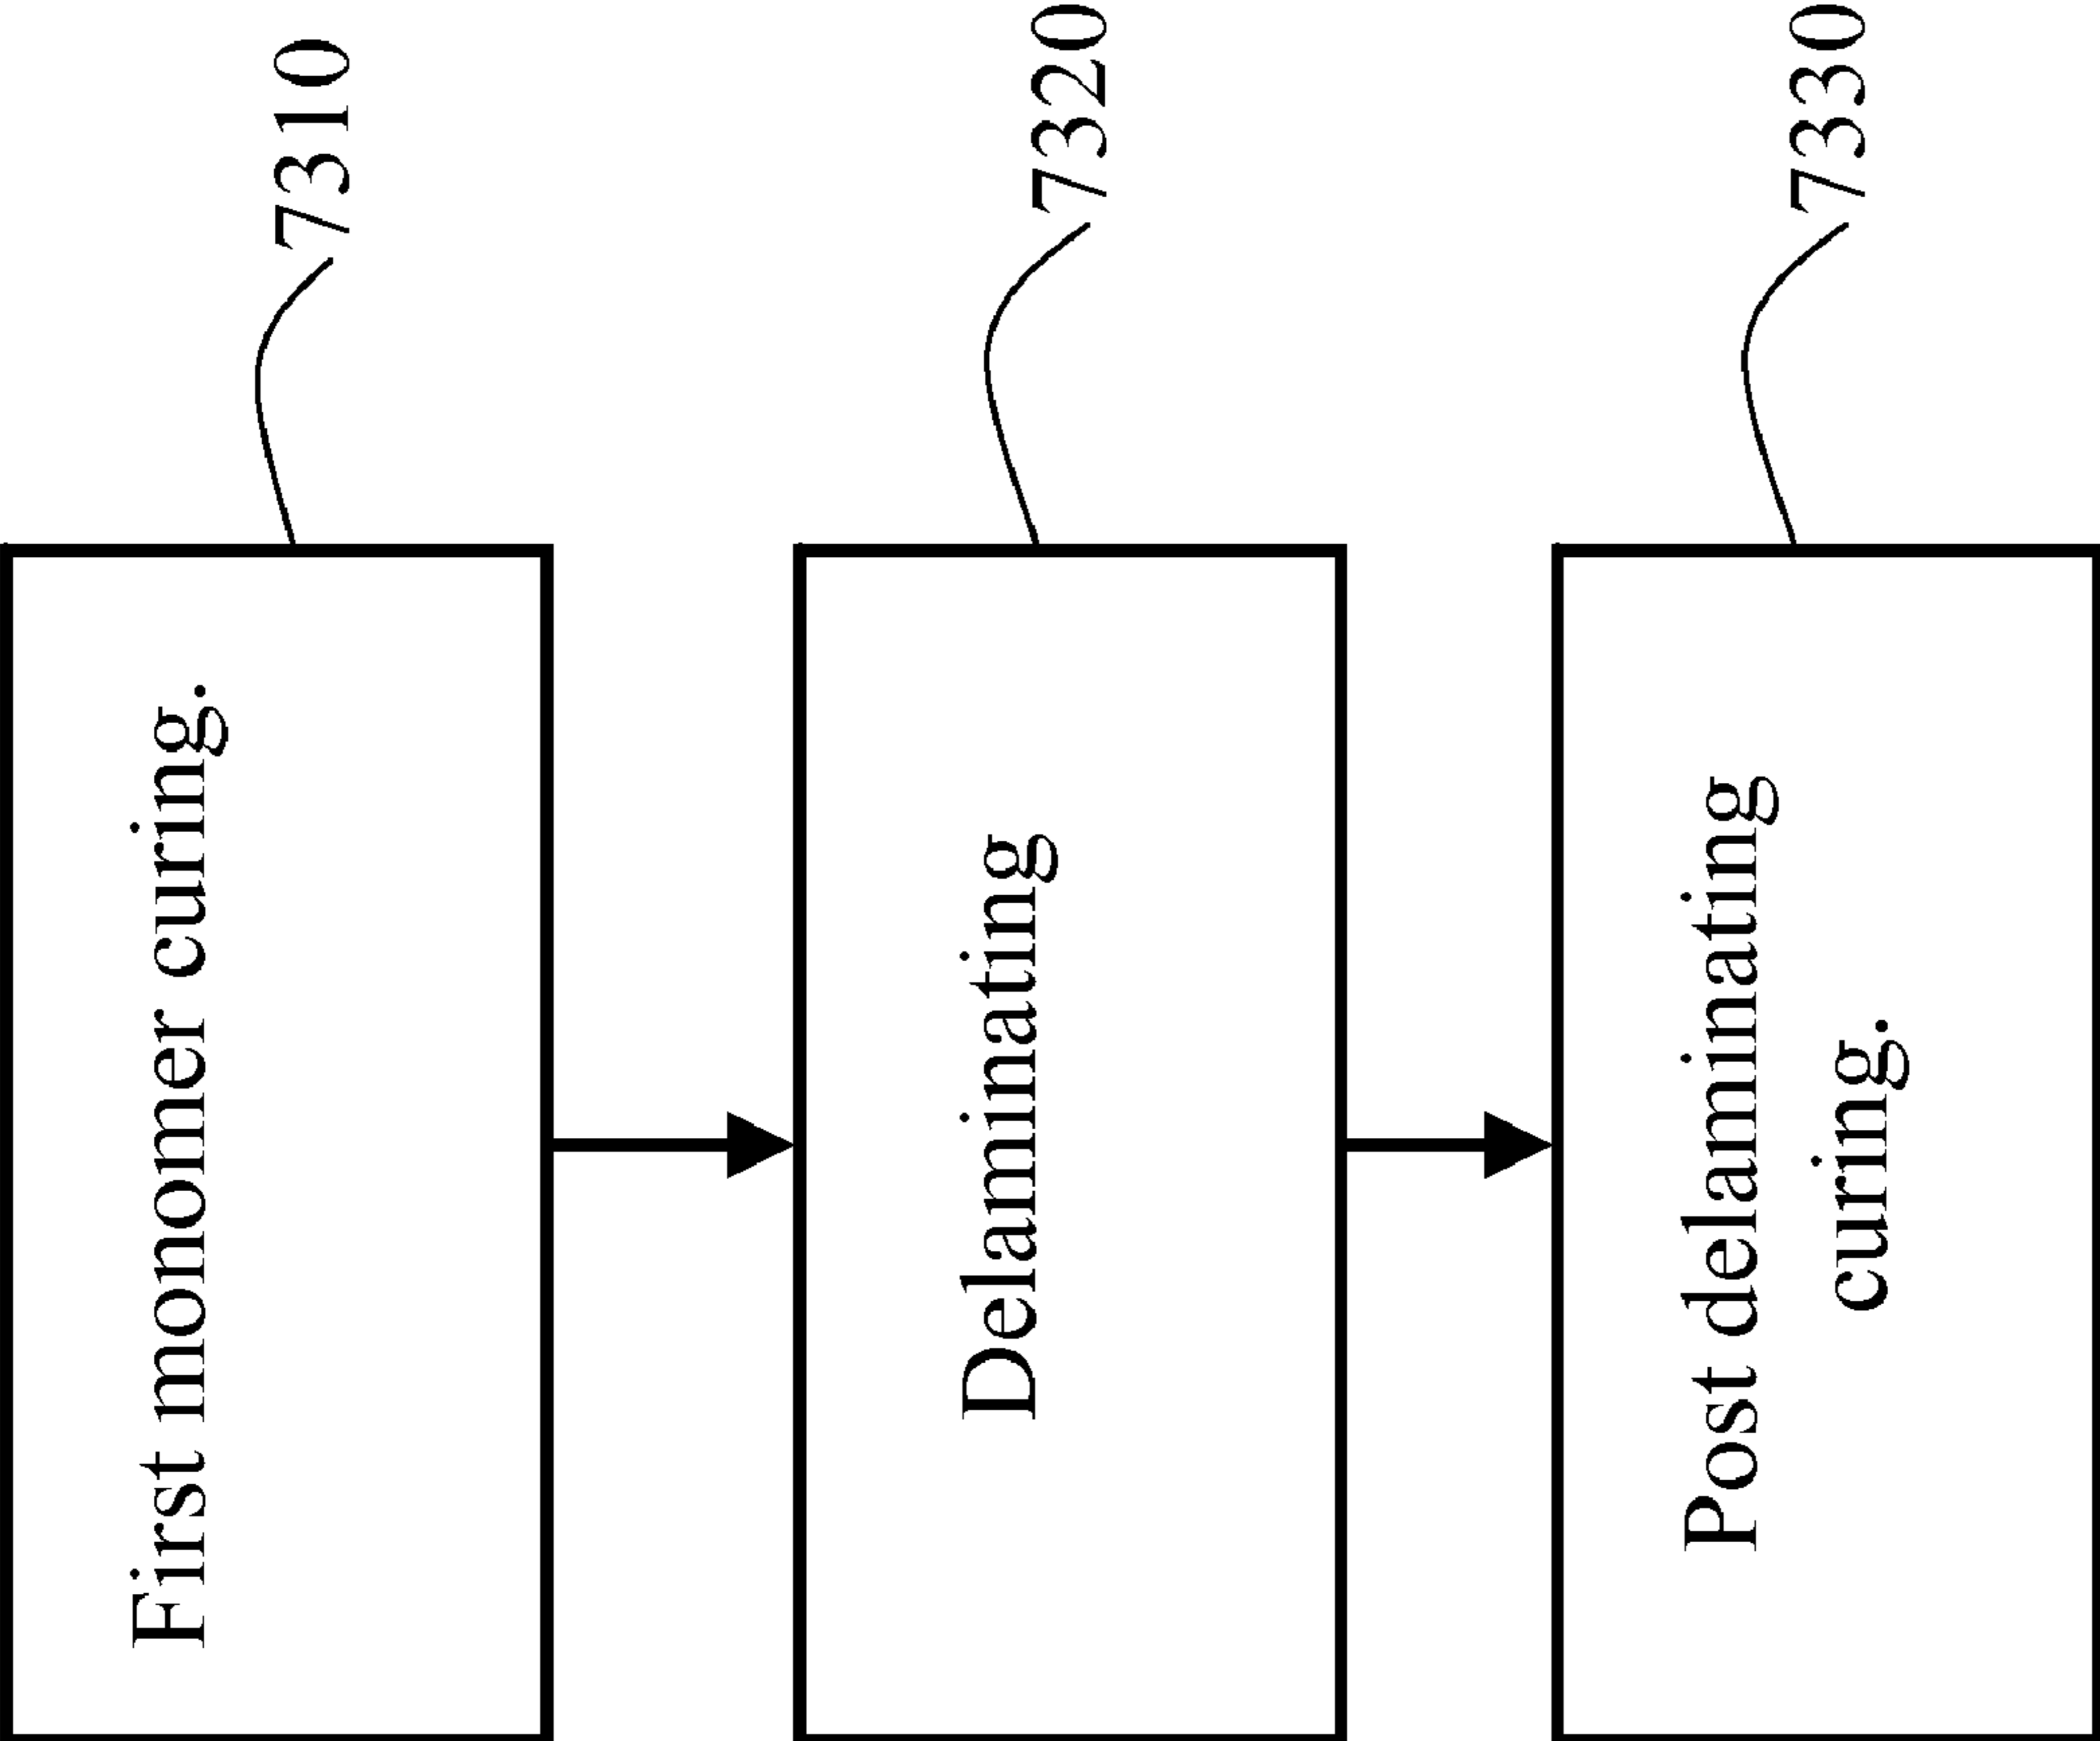 First monomer curing.
7310
Delaminating
7320
Post delaminating
curing.
7330